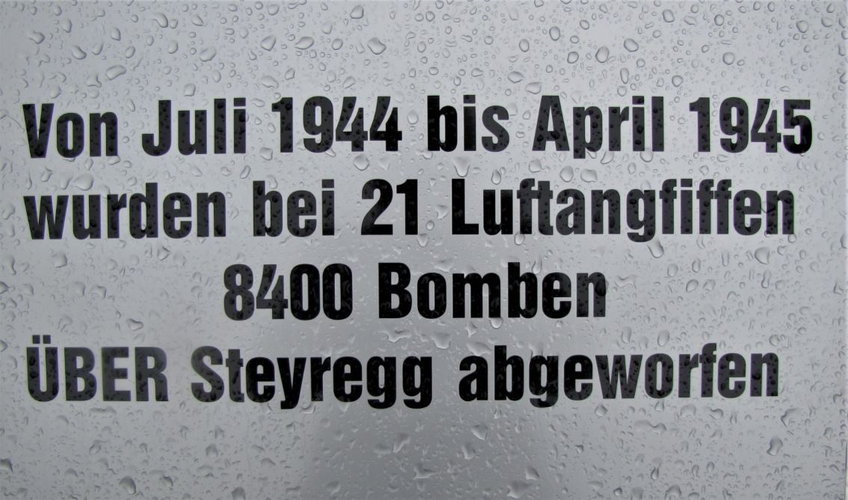 Von Juli 1944 bis April 1945
wurden bei 21 Luftangfiffen
8400 Bomben
ÜBER Steyregg abgeworfen